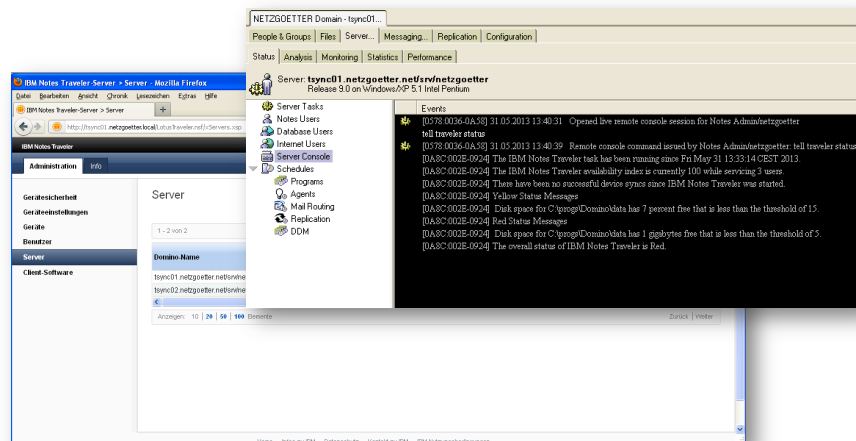 NETZGOETTER Domain - tsync01...
People & Groups Files Server... Messaging... Replication Configuration
Status Analysis Monitoring Statistics Performance
Server: tsync01.netzgoetter.net/srv/netzgoetter
Release 9.0 on Windows/XP 5.1 Intel Pentium
Server Tasks
Notes Users
Database Users
Internet Users
Server Console
Schedules
Programs
Agents
Mail Routing
Replication
DDM
Events
[0578:0036-0A58] 31.05.2013 13:40:31 Opened live remote console session for Notes Admin/netzgoetter
tell traveler status
[0578:0036-0A58] 31.05.2013 13:40:39 Remote console command issued by Notes Admin/netzgoetter: tell traveler status
[0A8C:002E-0924] The IBM Notes Traveler task has been running since Fri May 31 13:33:14 CEST 2013.
[0A8C:002E-0924] The IBM Notes Traveler availability index is currently 100 while servicing 3 users.
[0A8C:002E-0924] There have been no successful device syncs since IBM Notes Traveler was started.
[0A8C:002E-0924] Yellow Status Messages
[0A8C:002E-0924] Disk space for C:\progs\Domino\data has 7 percent free that is less than the threshold of 15.
[0A8C:002E-0924] Red Status Messages
[0A8C:002E-0924] Disk space for C:\progs\Domino\data has 1 gigabytes free that is less than the threshold of 5.
[0A8C:002E-0924] The overall status of IBM Notes Traveler is Red.
IBM Notes Traveler-Server > Server - Mozilla Firefox
Datei Bearbeiten Ansicht Chronik Lesezeichen Extras Hilfe
IBM Notes Traveler-Server > Server
http://tsync01.netzgoetter.local/LotusTraveler.nsf/xServers.xsp
IBM Notes Traveler
Administration Info
Gerätesicherheit
Geräteeinstellungen
Geräte
Benutzer
Server
Client-Software
Server
1 - 2 von 2
Domino-Name
tsync01.netzgoetter.net/srv/ne
tsync02.netzgoetter.net/srv/ne
Anzeigen: 10 | 20 | 50 | 100 Elemente
Zurück | Weiter